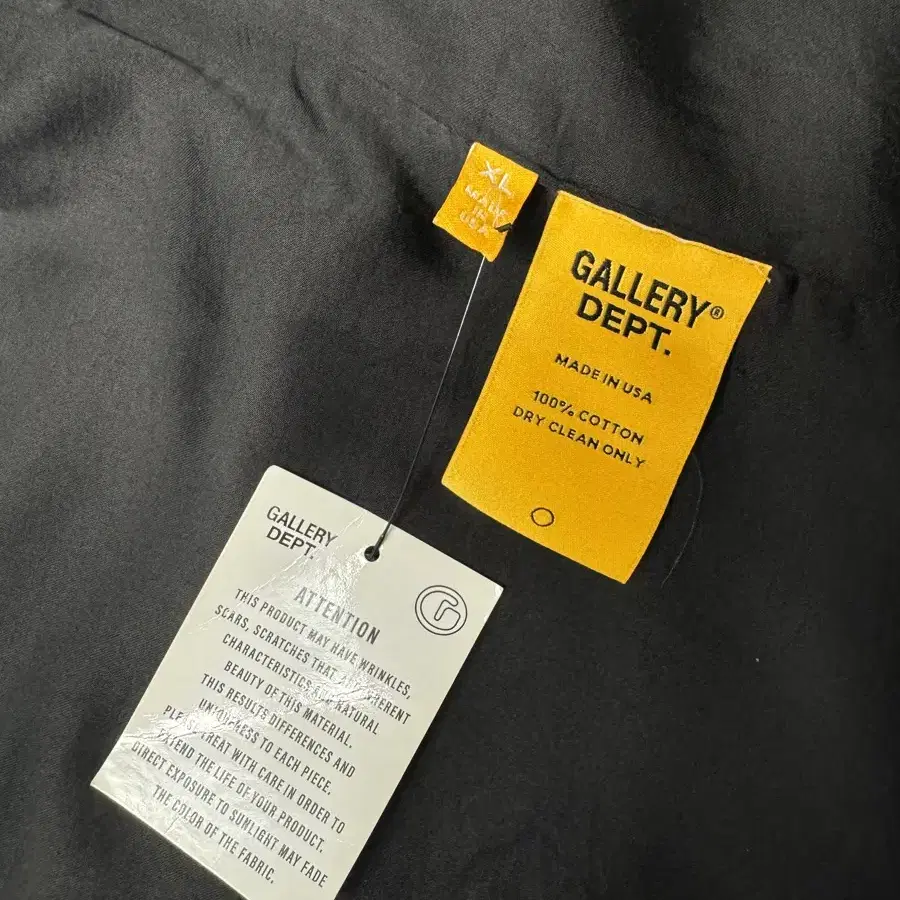 XL
MADE
IN
USA
GALLERY®
DEPT.
MADE IN USA
100% COTTON
DRY CLEAN ONLY
GALLERY
DEPT.
ATTENTION
THIS PRODUCT MAY HAVE WRINKLES,
SCARS, SCRATCHES THAT ARE INHERENT
CHARACTERISTICS AND NATURAL
BEAUTY OF THIS MATERIAL.
THIS RESULTS DIFFERENCES AND
UNIQUENESS TO EACH PIECE.
PLEASE TREAT WITH CARE IN ORDER TO
EXTEND THE LIFE OF YOUR PRODUCT.
DIRECT EXPOSURE TO SUNLIGHT MAY FADE
THE COLOR OF THE FABRIC.